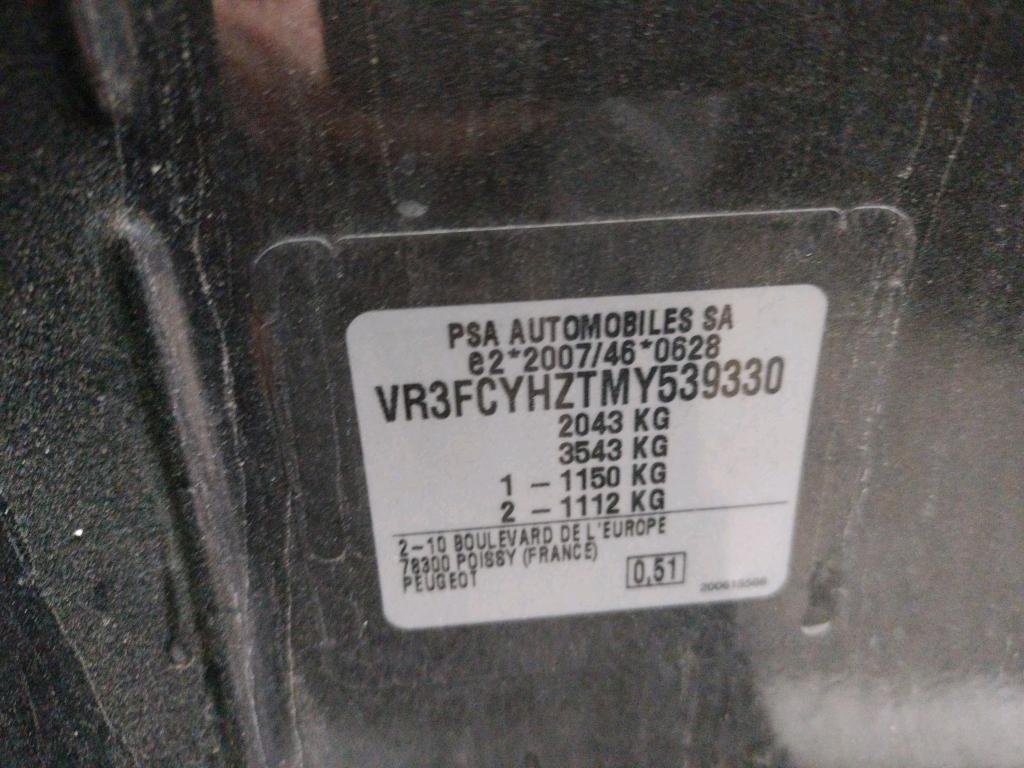 PSA AUTOMOBILES SA
e2*2007/46*0628
VR3FCYHZTMY539330
2043 KG
3543 KG
1 - 1150 KG
2 - 1112 KG
2-10 BOULEVARD DE L'EUROPE
78300 POISSY (FRANCE)
PEUGEOT
0.51